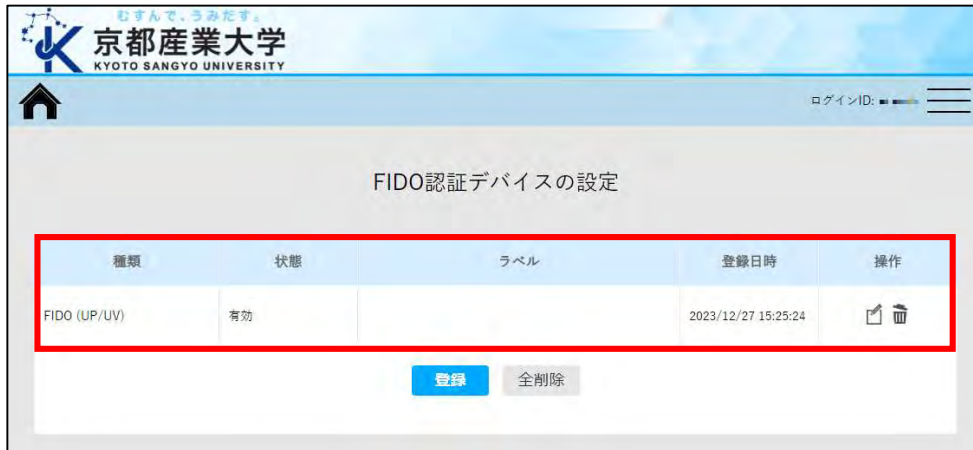 むすんで、うみだす。
京都産業大学
KYOTO SANGYO UNIVERSITY
ログインID:
FIDO認証デバイスの設定
種類 状態 ラベル 登録日時 操作
FIDO (UP/UV) 有効 2023/12/27 15:25:24
登録 全削除